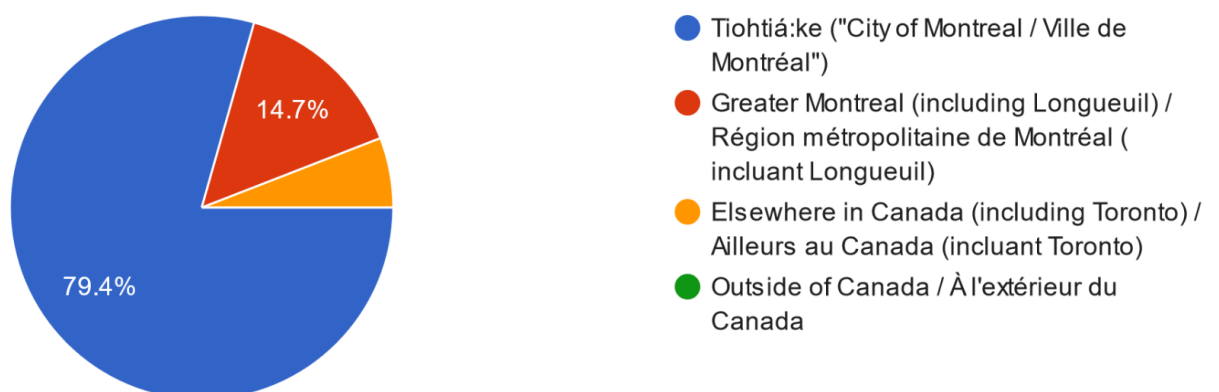 14.7%
79.4%
Tiohtiá:ke ("City of Montreal / Ville de
Montréal")
Greater Montreal (including Longueuil) /
Région métropolitaine de Montréal (
incluant Longueuil)
Elsewhere in Canada (including Toronto) /
Ailleurs au Canada (incluant Toronto)
Outside of Canada / À l'extérieur du
Canada